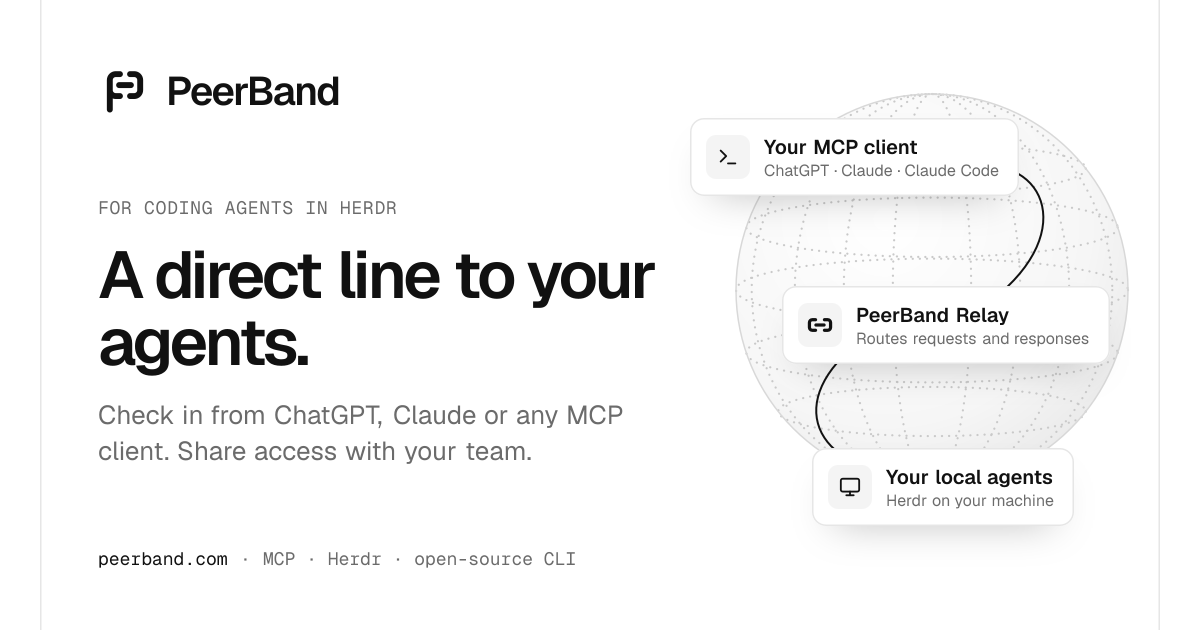 PeerBand
FOR CODING AGENTS IN HERDR
A direct line to your
agents.
Check in from ChatGPT, Claude or any MCP
client. Share access with your team.
peerband.com · MCP · Herdr · open-source CLI
Your MCP client
ChatGPT · Claude · Claude Code
PeerBand Relay
Routes requests and responses
Your local agents
Herdr on your machine